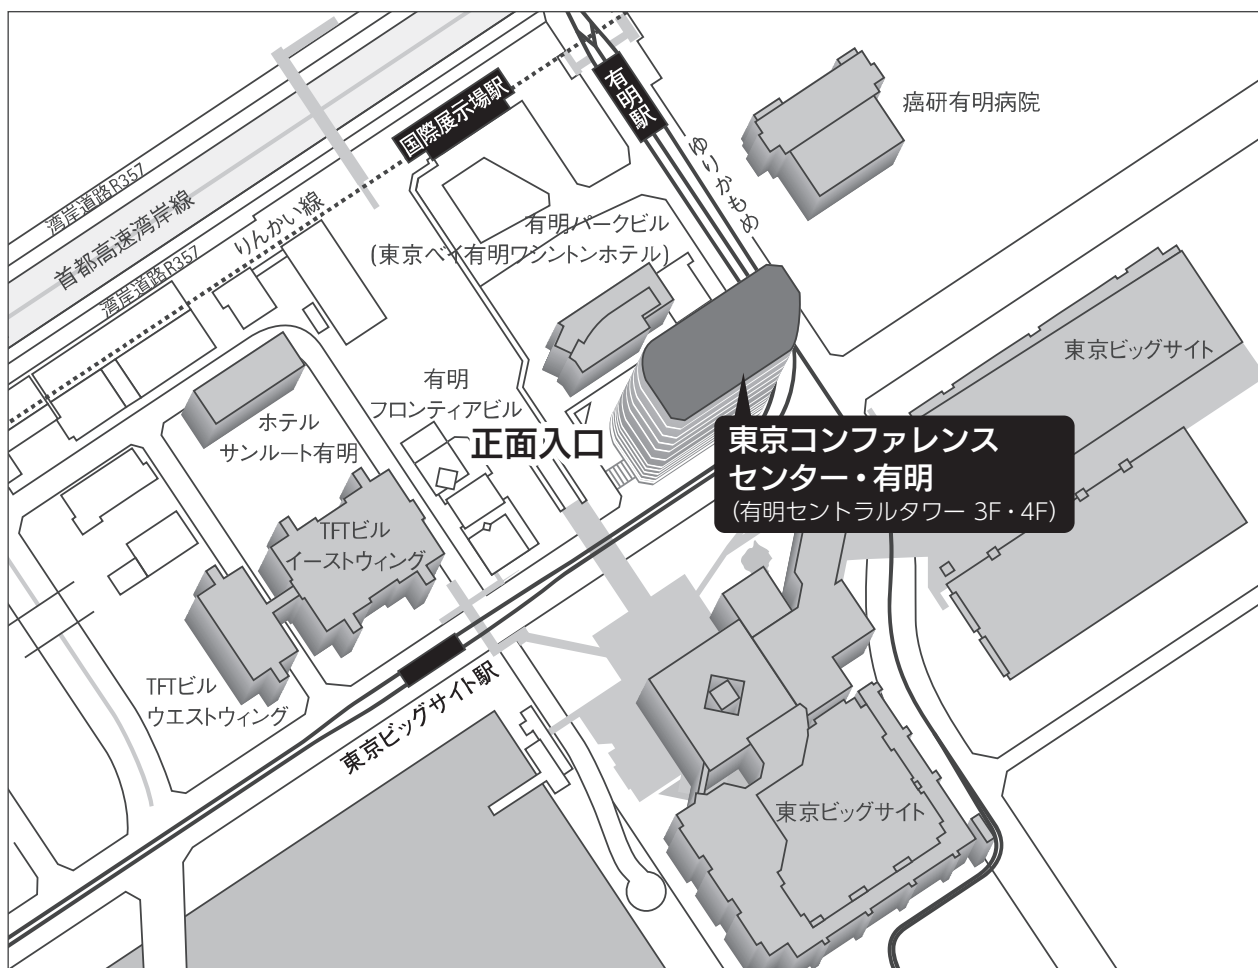 有明駅
国際展示場駅
癌研有明病院
ゆりかもめ
湾岸道路R357
首都高速湾岸線
りんかい線
湾岸道路R357
有明パークビル
(東京ベイ有明ワシントンホテル)
東京ビッグサイト
有明
フロンティアビル
ホテル
サンルート有明
正面入口
東京コンファレンス
センター・有明
(有明セントラルタワー 3F・4F)
TFTビル
イーストウィング
TFTビル
ウエストウィング
東京ビッグサイト駅
東京ビッグサイト